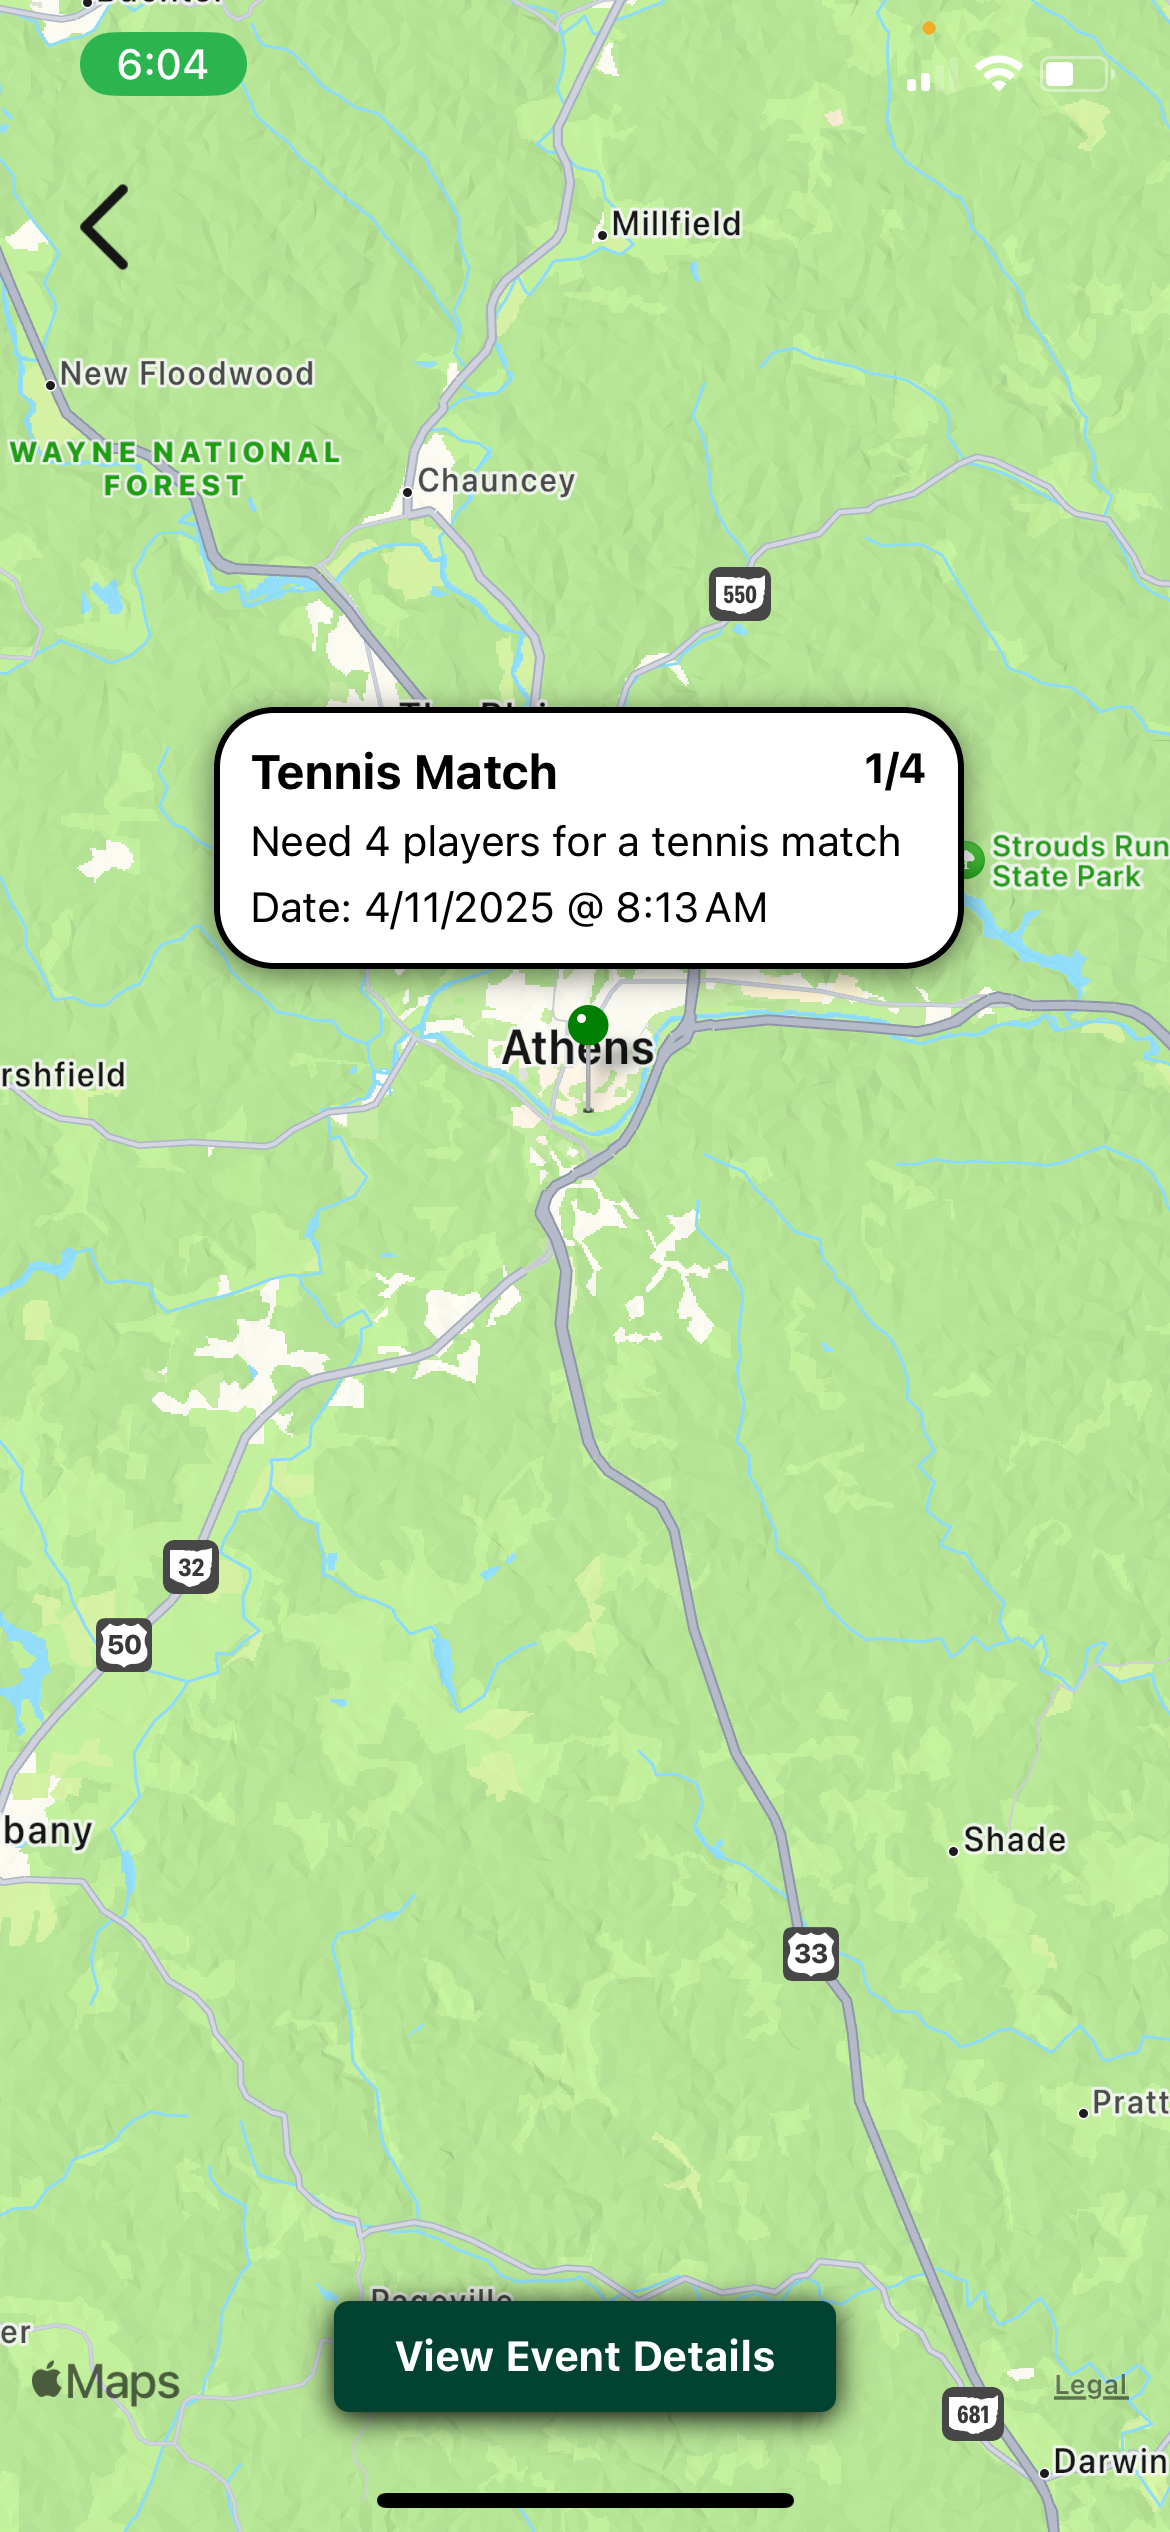 6:04
Millfield
New Floodwood
WAYNE NATIONAL
FOREST
Chauncey
550
Tennis Match
1/4
Need 4 players for a tennis match
Date: 4/11/2025 @ 8:13 AM
Strouds Run
State Park
Athens
rshfield
32
50
bany
Shade
33
Pratt
er
View Event Details
Maps
Legal
681
Darwin